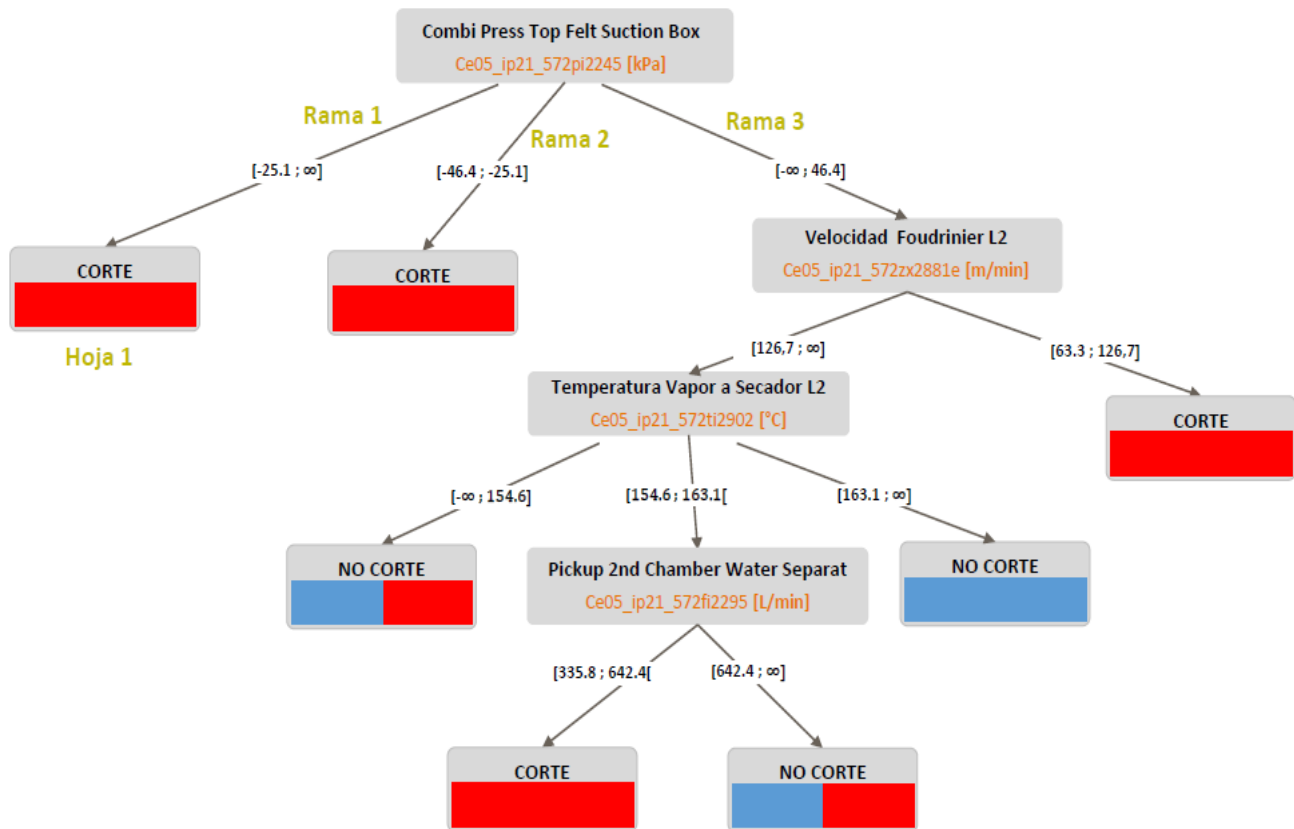 Combi Press Top Felt Suction Box
Ce05_ip21_572pi2245 [kPa]
Rama 1
Rama 2
Rama 3
[-25.1 ; ∞]
[-46.4 ; -25.1]
[-∞ ; 46.4]
CORTE
Hoja 1
CORTE
Velocidad Foudrinier L2
Ce05_ip21_572zx2881e [m/min]
[126,7 ; ∞]
[63.3 ; 126,7]
Temperatura Vapor a Secador L2
Ce05_ip21_572ti2902 [°C]
CORTE
[-∞ ; 154.6]
[154.6 ; 163.1[
[163.1 ; ∞]
NO CORTE
Pickup 2nd Chamber Water Separat
Ce05_ip21_572fi2295 [L/min]
NO CORTE
[335.8 ; 642.4[
[642.4 ; ∞]
CORTE
NO CORTE